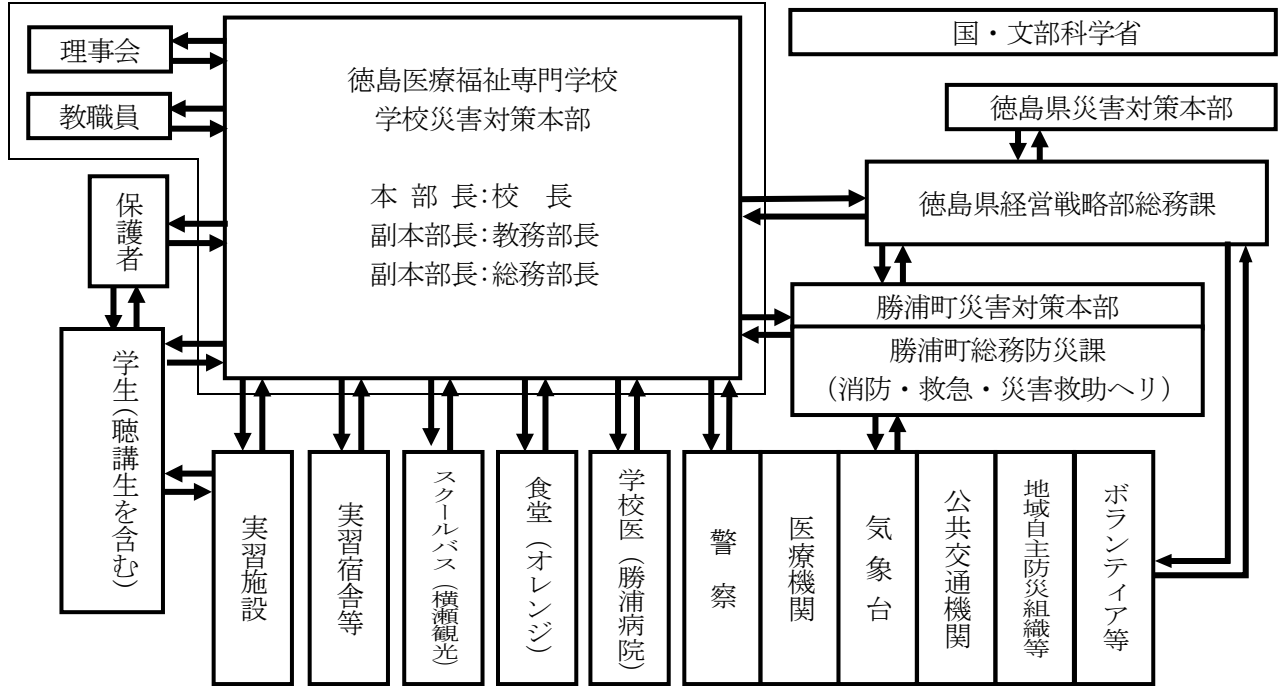 理事会
教職員
徳島医療福祉専門学校
学校災害対策本部
本 部 長：校　長
副本部長：教務部長
副本部長：総務部長
国・文部科学省
徳島県災害対策本部
徳島県経営戦略部総務課
勝浦町災害対策本部
勝浦町総務防災課
（消防・救急・災害救助ヘリ）
保護者
学生（聴講生を含む）
実習施設
実習宿舎等
スクールバス（横瀬観光）
食堂（オレンジ）
学校医（勝浦病院）
警　察
医療機関
気　象　台
公共交通機関
地域自主防災組織等
ボランティア等